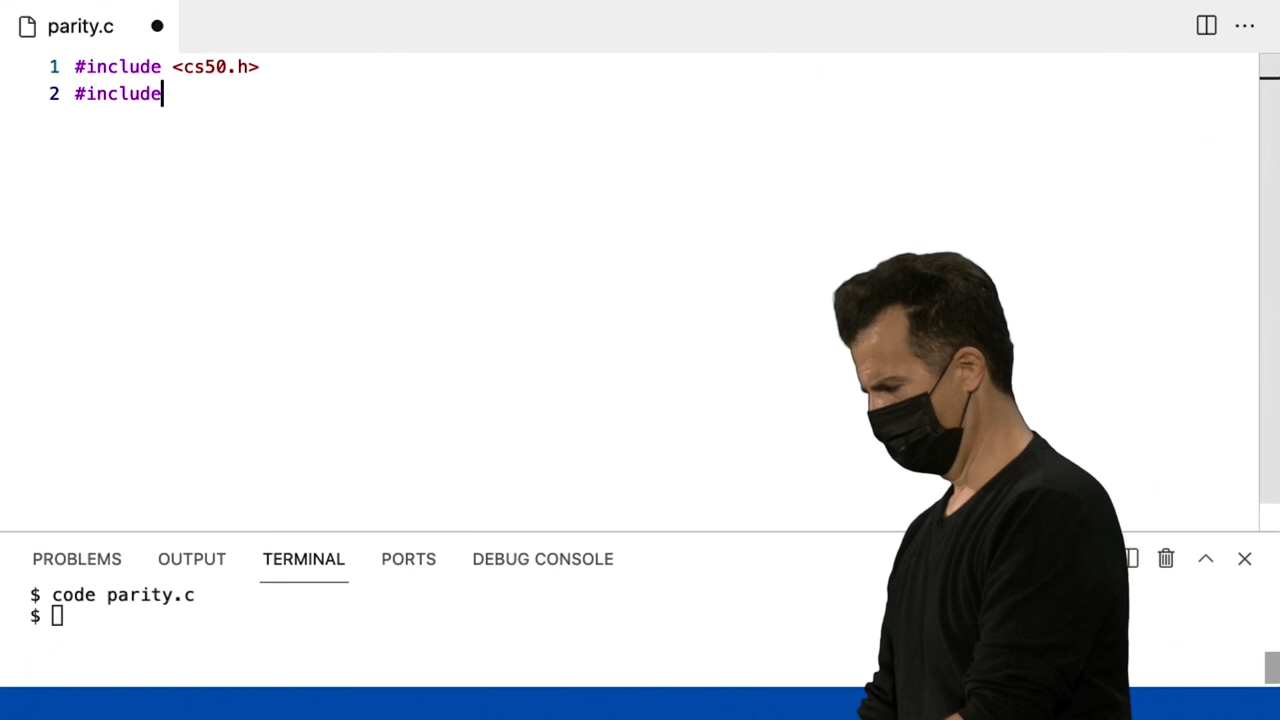 parity.c
1 #include <cs50.h>
2 #include
PROBLEMS OUTPUT TERMINAL PORTS DEBUG CONSOLE
$ code parity.c
$